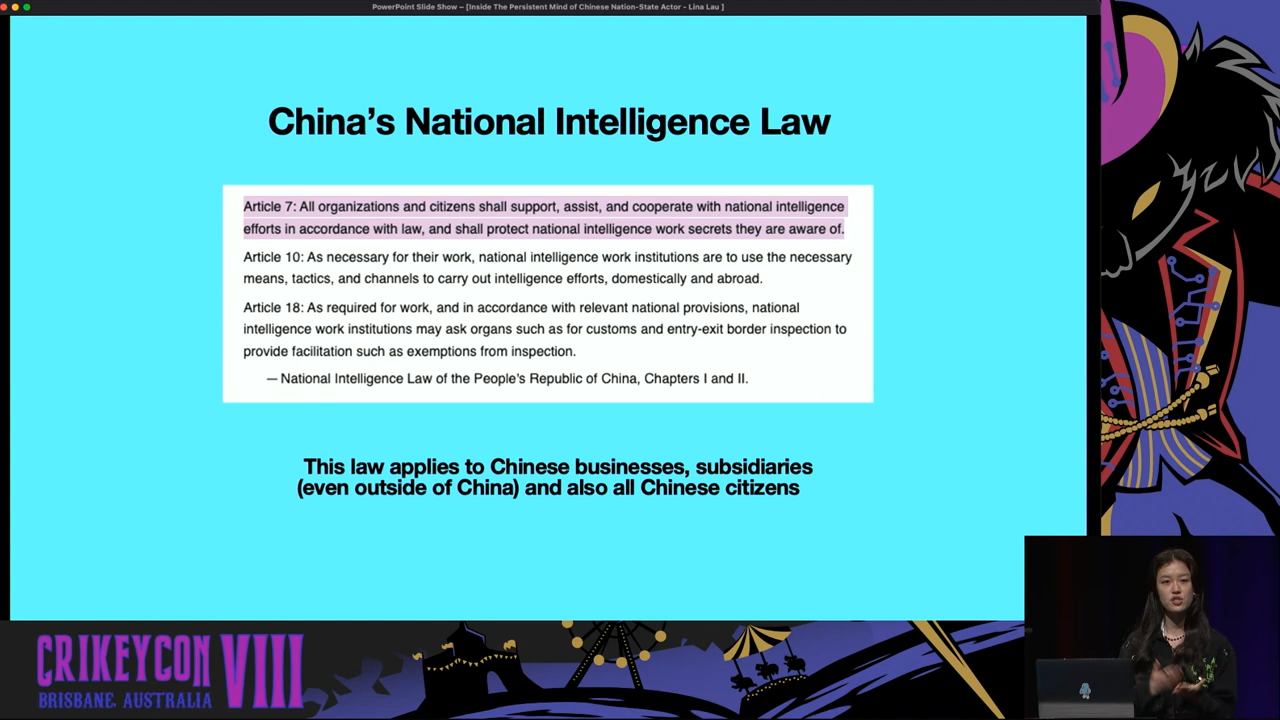 PowerPoint Slide Show – [Inside The Persistent Mind of Chinese Nation-State Actor - Lina Lau ]
China's National Intelligence Law
Article 7: All organizations and citizens shall support, assist, and cooperate with national intelligence
efforts in accordance with law, and shall protect national intelligence work secrets they are aware of.
Article 10: As necessary for their work, national intelligence work institutions are to use the necessary
means, tactics, and channels to carry out intelligence efforts, domestically and abroad.
Article 18: As required for work, and in accordance with relevant national provisions, national
intelligence work institutions may ask organs such as for customs and entry-exit border inspection to
provide facilitation such as exemptions from inspection.
— National Intelligence Law of the People's Republic of China, Chapters I and II.
This law applies to Chinese businesses, subsidiaries
(even outside of China) and also all Chinese citizens
CRIKEYCON VIII
BRISBANE, AUSTRALIA